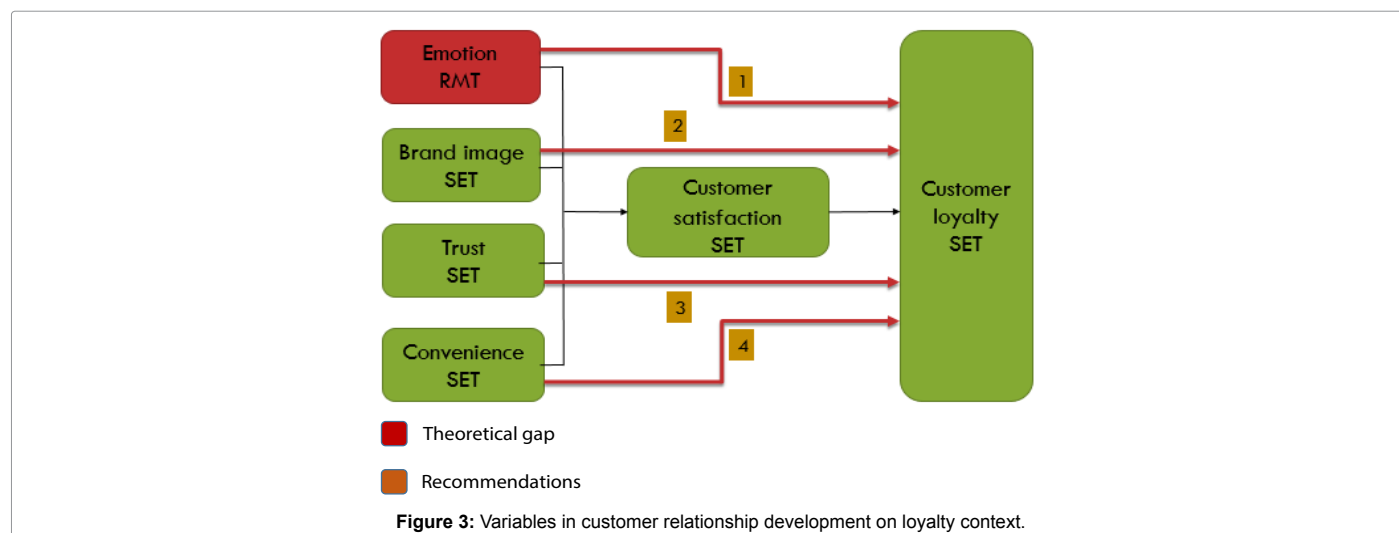 Emotion
RMT
1
2
Brand image
SET
Customer
satisfaction
SET
Customer
loyalty
SET
Trust
SET
3
4
Convenience
SET
Theoretical gap
Recommendations
Figure 3: Variables in customer relationship development on loyalty context.